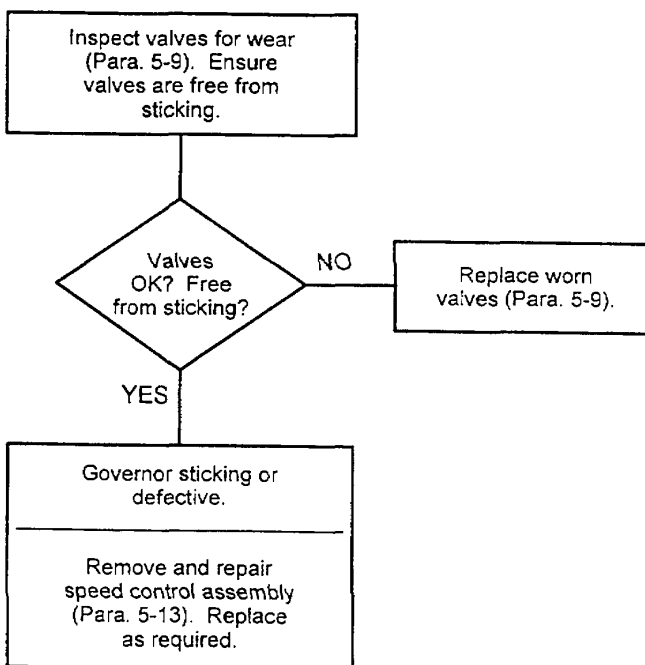 Inspect valves for wear
(Para. 5-9). Ensure
valves are free from
sticking.
Valves
OK? Free
from sticking?
NO
Replace worn
valves (Para. 5-9).
YES
Governor sticking or
defective.
Remove and repair
speed control assembly
(Para. 5-13). Replace
as required.